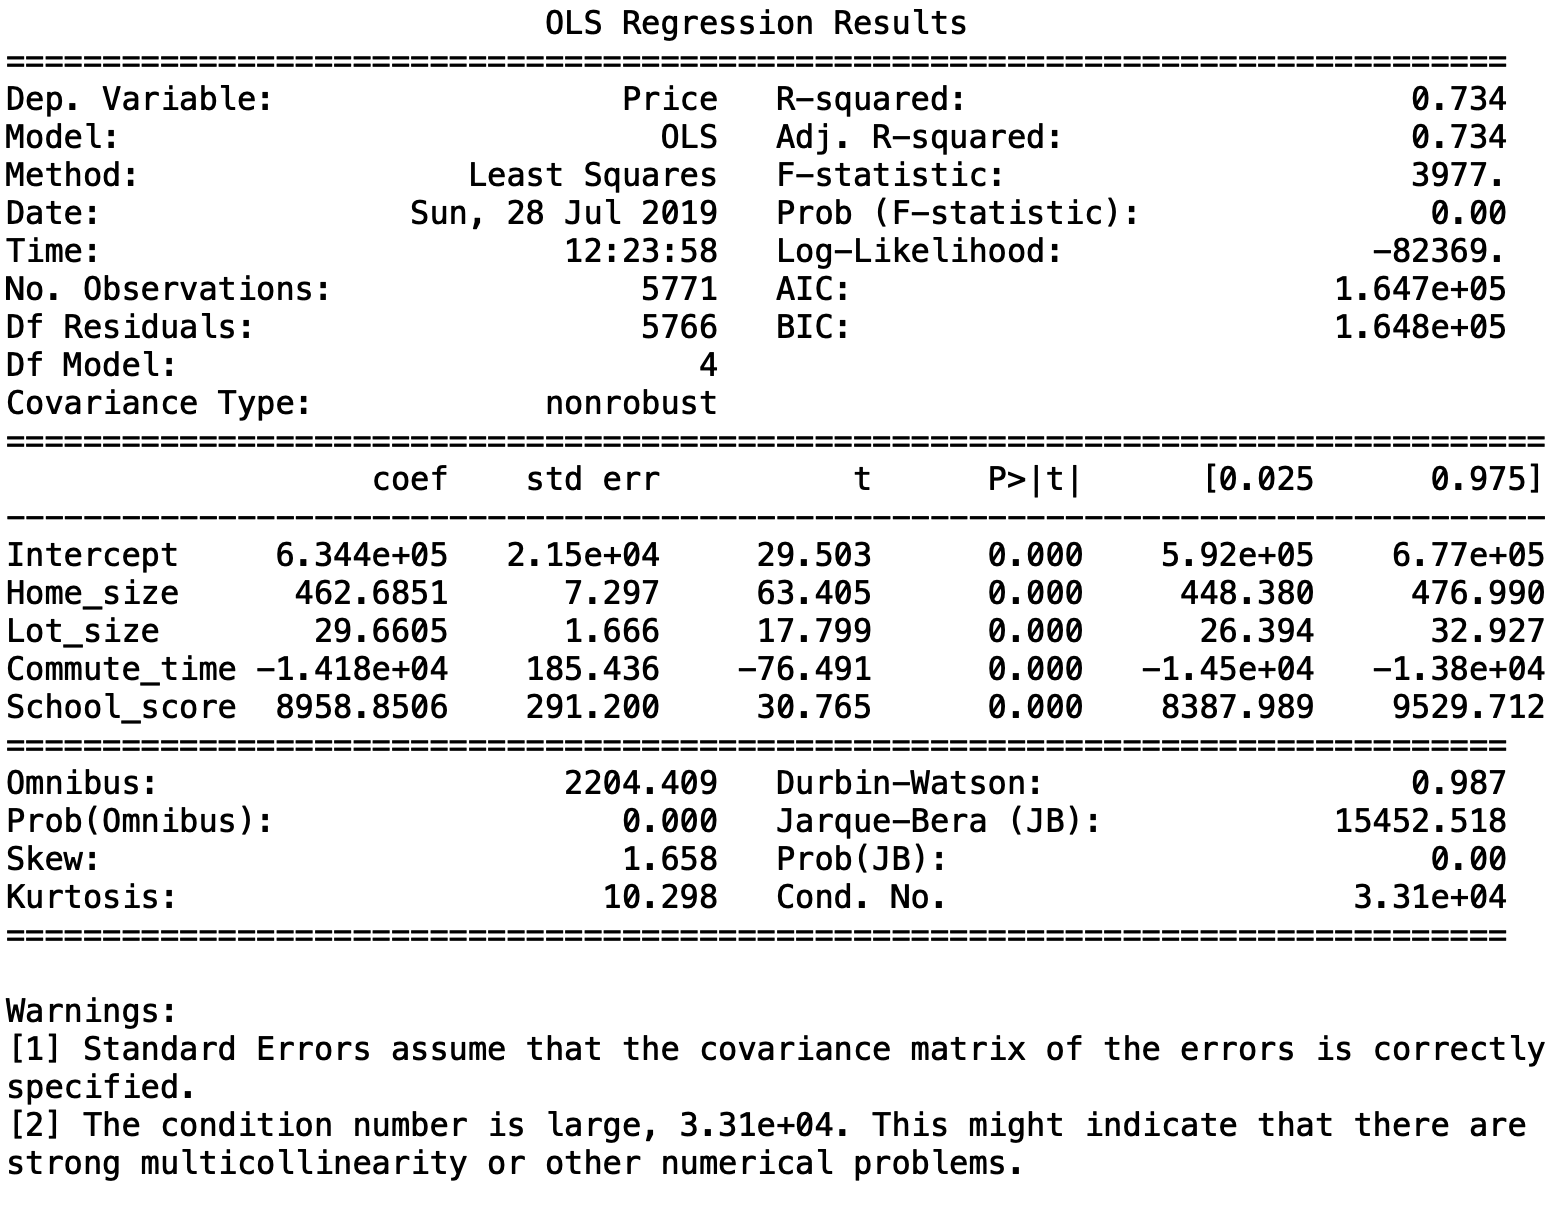 OLS Regression Results
==============================================================================
Dep. Variable:                  Price   R-squared:                       0.734
Model:                            OLS   Adj. R-squared:                  0.734
Method:                 Least Squares   F-statistic:                     3977.
Date:                Sun, 28 Jul 2019   Prob (F-statistic):               0.00
Time:                        12:23:58   Log-Likelihood:                -82369.
No. Observations:                5771   AIC:                         1.647e+05
Df Residuals:                    5766   BIC:                         1.648e+05
Df Model:                           4
Covariance Type:            nonrobust
================================================================================
                   coef    std err          t      P>|t|      [0.025      0.975]
--------------------------------------------------------------------------------
Intercept     6.344e+05   2.15e+04     29.503      0.000    5.92e+05    6.77e+05
Home_size      462.6851      7.297     63.405      0.000     448.380     476.990
Lot_size        29.6605      1.666     17.799      0.000      26.394      32.927
Commute_time -1.418e+04    185.436    -76.491      0.000   -1.45e+04   -1.38e+04
School_score  8958.8506    291.200     30.765      0.000    8387.989    9529.712
==============================================================================
Omnibus:                     2204.409   Durbin-Watson:                   0.987
Prob(Omnibus):                  0.000   Jarque-Bera (JB):            15452.518
Skew:                           1.658   Prob(JB):                         0.00
Kurtosis:                      10.298   Cond. No.                     3.31e+04
==============================================================================

Warnings:
[1] Standard Errors assume that the covariance matrix of the errors is correctly
specified.
[2] The condition number is large, 3.31e+04. This might indicate that there are
strong multicollinearity or other numerical problems.